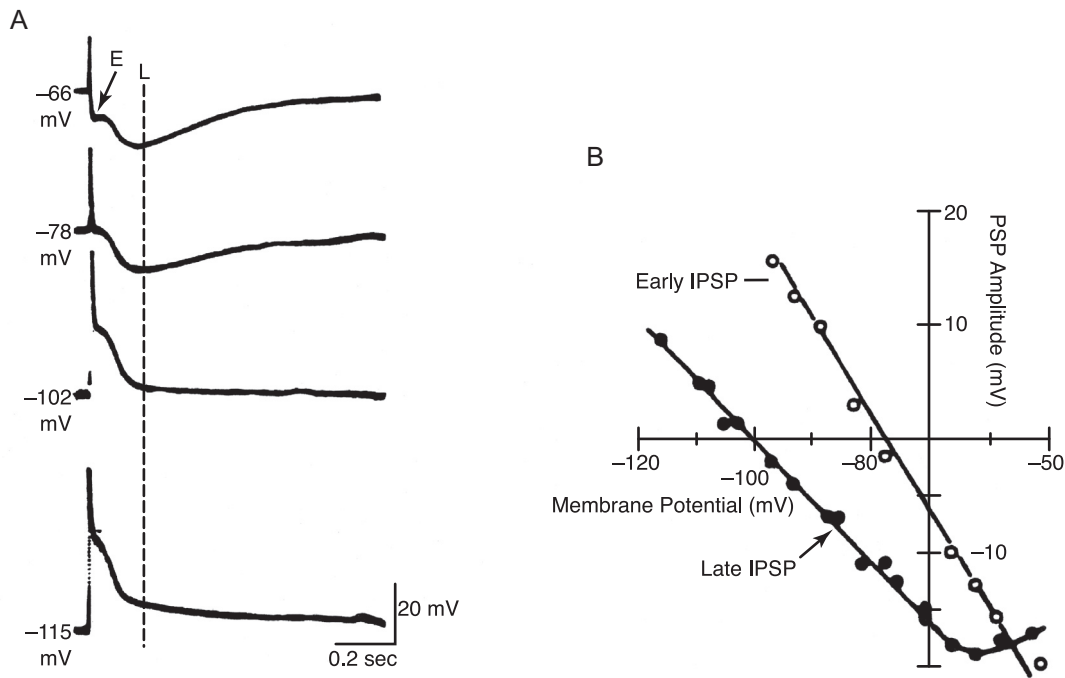 A
E
L
–66
mV
–78
mV
–102
mV
–115
mV
20 mV
0.2 sec
B
20
PSP Amplitude (mV)
Early IPSP
10
–120
–100
–80
–50
Membrane Potential (mV)
–10
Late IPSP